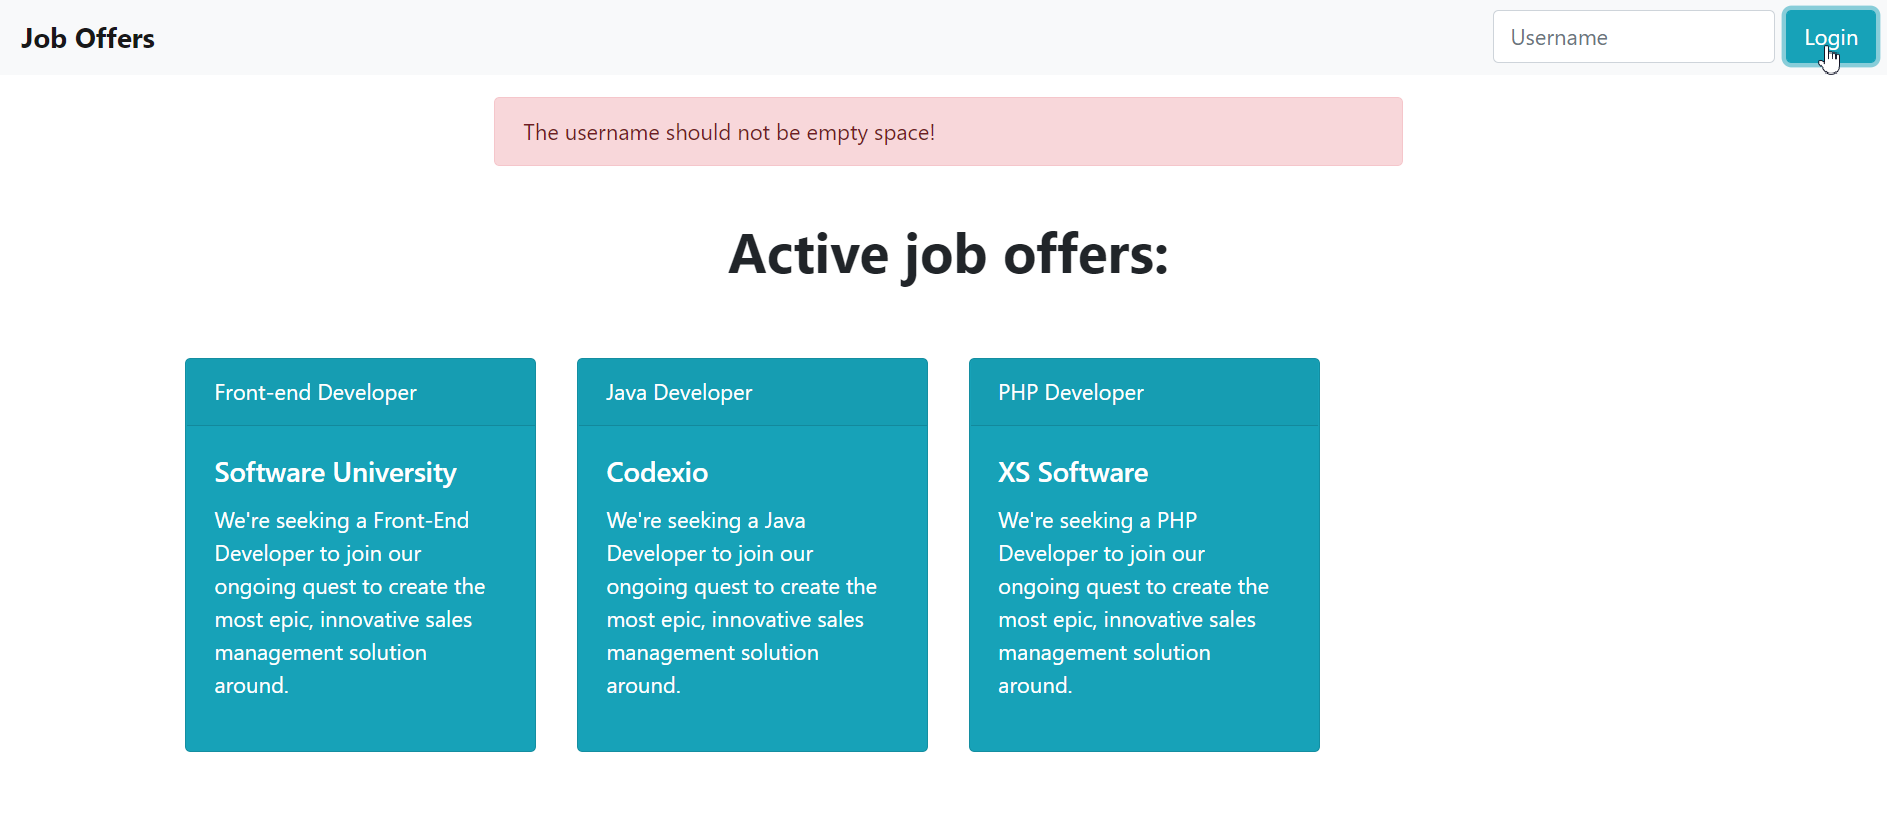 Job Offers
Username
Login
The username should not be empty space!
Active job offers:
Front-end Developer
Software University
We're seeking a Front-End
Developer to join our
ongoing quest to create the
most epic, innovative sales
management solution
around.
Java Developer
Codexio
We're seeking a Java
Developer to join our
ongoing quest to create the
most epic, innovative sales
management solution
around.
PHP Developer
XS Software
We're seeking a PHP
Developer to join our
ongoing quest to create the
most epic, innovative sales
management solution
around.